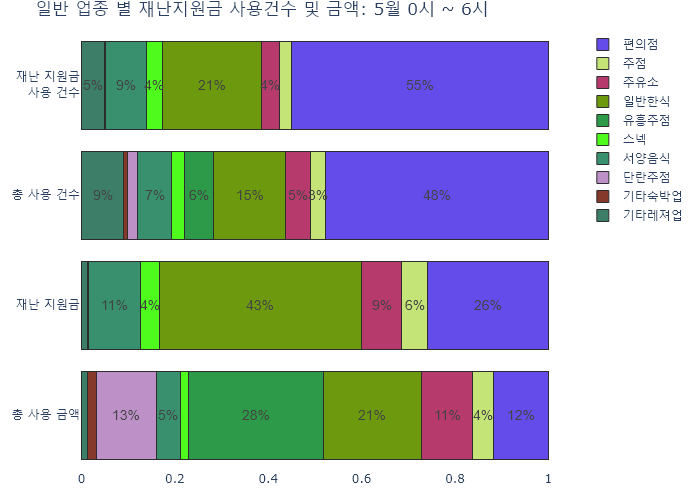 일반 업종 별 재난지원금 사용건수 및 금액: 5월 0시 ~ 6시
재난 지원금
사용 건수
5%
9%
4%
21%
4%
55%
총 사용 건수
9%
7%
6%
15%
5%
3%
48%
재난 지원금
11%
4%
43%
9%
6%
26%
총 사용 금액
13%
5%
28%
21%
11%
4%
12%
0
0.2
0.4
0.6
0.8
1
편의점
주점
주유소
일반한식
유흥주점
스넥
서양음식
단란주점
기타숙박업
기타레져업